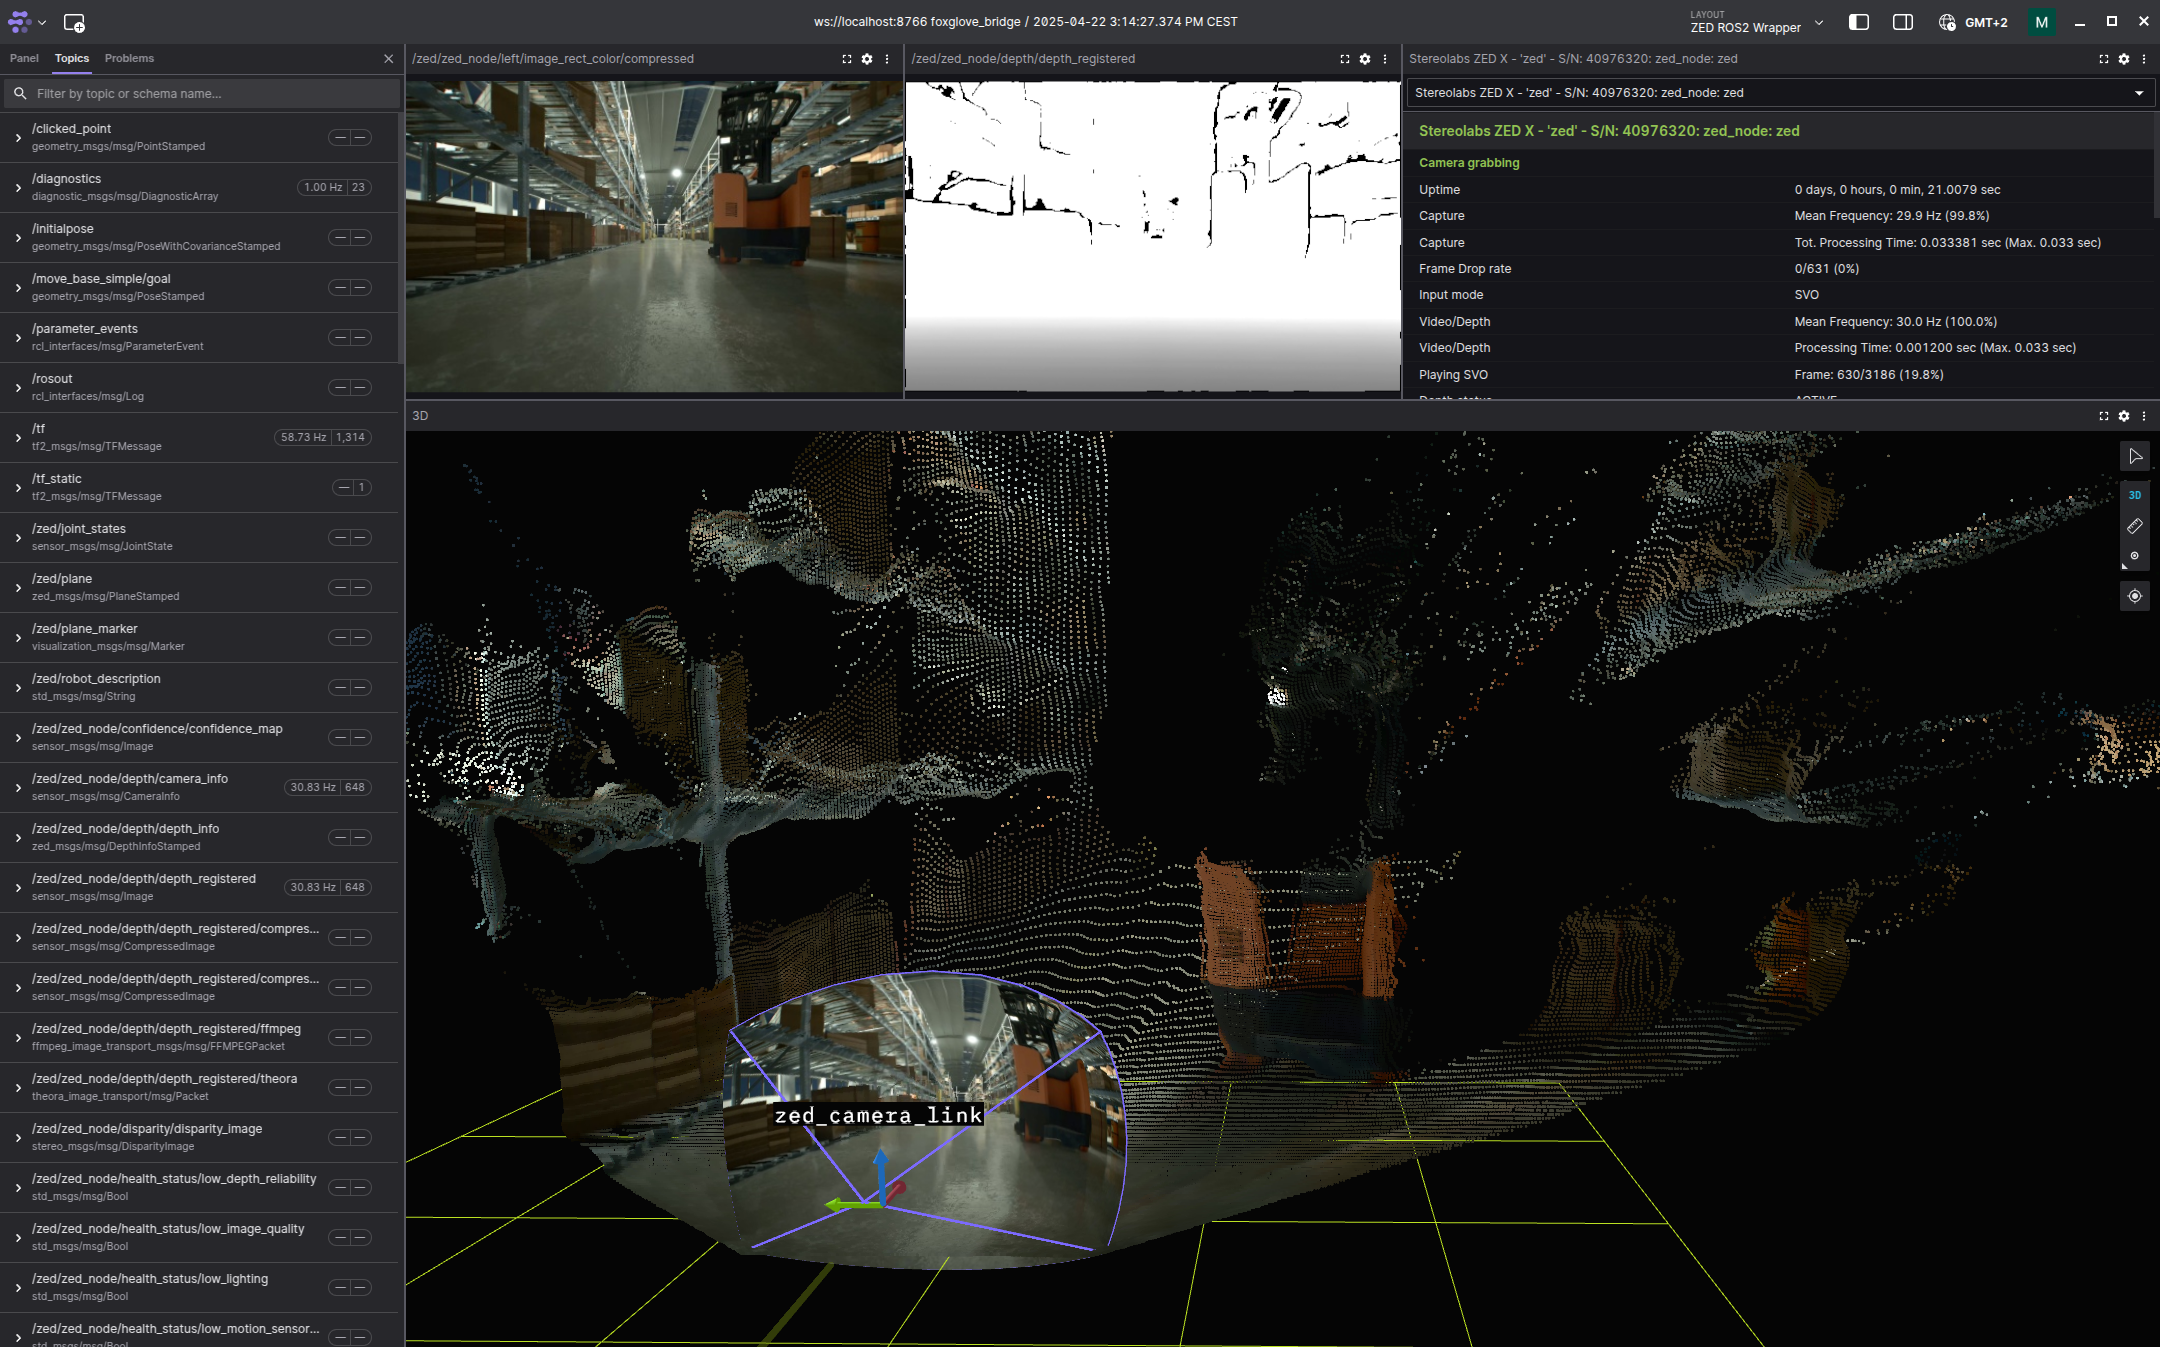 ws://localhost:8766 foxglove_bridge / 2025-04-22 3:14:27.374 PM CEST
LAYOUT
ZED ROS2 Wrapper
GMT+2
M
Panel
Topics
Problems
Filter by topic or schema name...
/clicked_point
geometry_msgs/msg/PointStamped
— —
/diagnostics
diagnostic_msgs/msg/DiagnosticArray
1.00 Hz 23
/initialpose
geometry_msgs/msg/PoseWithCovarianceStamped
— —
/move_base_simple/goal
geometry_msgs/msg/PoseStamped
— —
/parameter_events
rcl_interfaces/msg/ParameterEvent
— —
/rosout
rcl_interfaces/msg/Log
— —
/tf
tf2_msgs/msg/TFMessage
58.73 Hz 1,314
/tf_static
tf2_msgs/msg/TFMessage
— 1
/zed/joint_states
sensor_msgs/msg/JointState
— —
/zed/plane
zed_msgs/msg/PlaneStamped
— —
/zed/plane_marker
visualization_msgs/msg/Marker
— —
/zed/robot_description
std_msgs/msg/String
— —
/zed/zed_node/confidence/confidence_map
sensor_msgs/msg/Image
— —
/zed/zed_node/depth/camera_info
sensor_msgs/msg/CameraInfo
30.83 Hz 648
/zed/zed_node/depth/depth_info
zed_msgs/msg/DepthInfoStamped
— —
/zed/zed_node/depth/depth_registered
sensor_msgs/msg/Image
30.83 Hz 648
/zed/zed_node/depth/depth_registered/compres...
sensor_msgs/msg/CompressedImage
— —
/zed/zed_node/depth/depth_registered/compres...
sensor_msgs/msg/CompressedImage
— —
/zed/zed_node/depth/depth_registered/ffmpeg
ffmpeg_image_transport_msgs/msg/FFMPEGPacket
— —
/zed/zed_node/depth/depth_registered/theora
theora_image_transport/msg/Packet
— —
/zed/zed_node/disparity/disparity_image
stereo_msgs/msg/DisparityImage
— —
/zed/zed_node/health_status/low_depth_reliability
std_msgs/msg/Bool
— —
/zed/zed_node/health_status/low_image_quality
std_msgs/msg/Bool
— —
/zed/zed_node/health_status/low_lighting
std_msgs/msg/Bool
— —
/zed/zed_node/health_status/low_motion_sensor...
std_msgs/msg/Bool
— —
/zed/zed_node/left/image_rect_color/compressed
/zed/zed_node/depth/depth_registered
Stereolabs ZED X - 'zed' - S/N: 40976320: zed_node: zed
Stereolabs ZED X - 'zed' - S/N: 40976320: zed_node: zed
Stereolabs ZED X - 'zed' - S/N: 40976320: zed_node: zed
Camera grabbing
Uptime 0 days, 0 hours, 0 min, 21.0079 sec
Capture Mean Frequency: 29.9 Hz (99.8%)
Capture Tot. Processing Time: 0.033381 sec (Max. 0.033 sec)
Frame Drop rate 0/631 (0%)
Input mode SVO
Video/Depth Mean Frequency: 30.0 Hz (100.0%)
Video/Depth Processing Time: 0.001200 sec (Max. 0.033 sec)
Playing SVO Frame: 630/3186 (19.8%)
Depth status ACTIVE
3D
3D
zed_camera_link